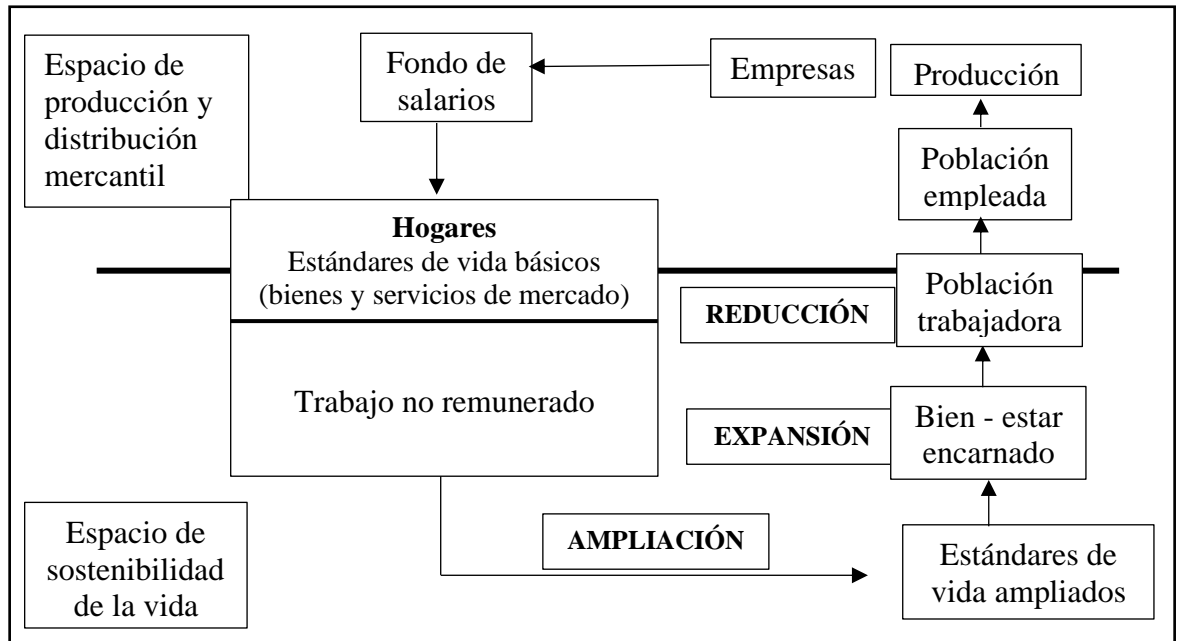 Espacio de
producción y
distribución
mercantil
Fondo de
salarios
Empresas
Producción
Población
empleada
Hogares
Estándares de vida básicos
(bienes y servicios de mercado)
REDUCCIÓN
Población
trabajadora
Trabajo no remunerado
EXPANSIÓN
Bien - estar
encarnado
Espacio de
sostenibilidad
de la vida
AMPLIACIÓN
Estándares de
vida ampliados